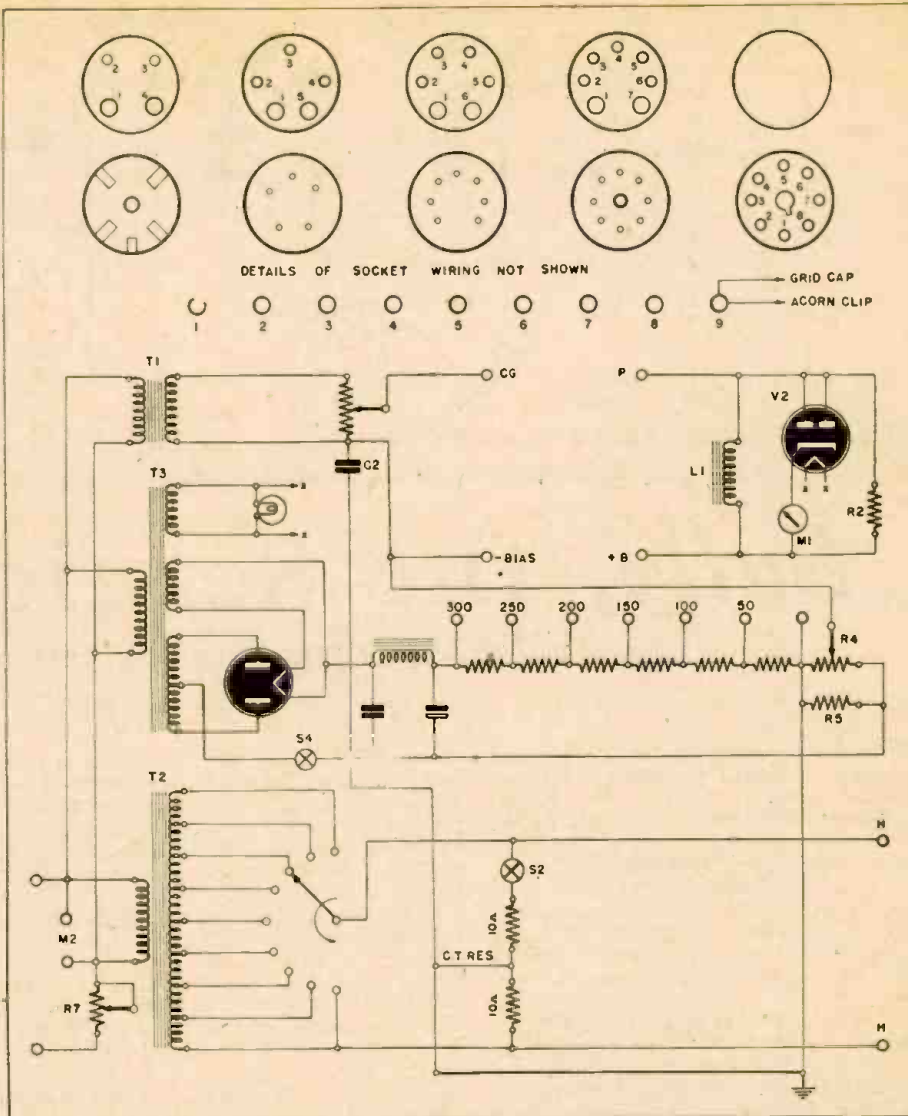 2 3
1 4
3
2 4
1 5
3 4
2 5
1 6
4
3 5
2 6
1 7
5
4 6
3 7
2 8
1
DETAILS OF SOCKET WIRING NOT SHOWN
GRID CAP
ACORN CLIP
1 2 3 4 5 6 7 8 9
T1
CG
P
V2
C2
L1
R2
T3
x
x
x x
M1
-BIAS
+B
300 250 200 150 100 50 0
R4
R5
S4
T2
H
S2
10Ω
M2
C T RES
10Ω
R7
H